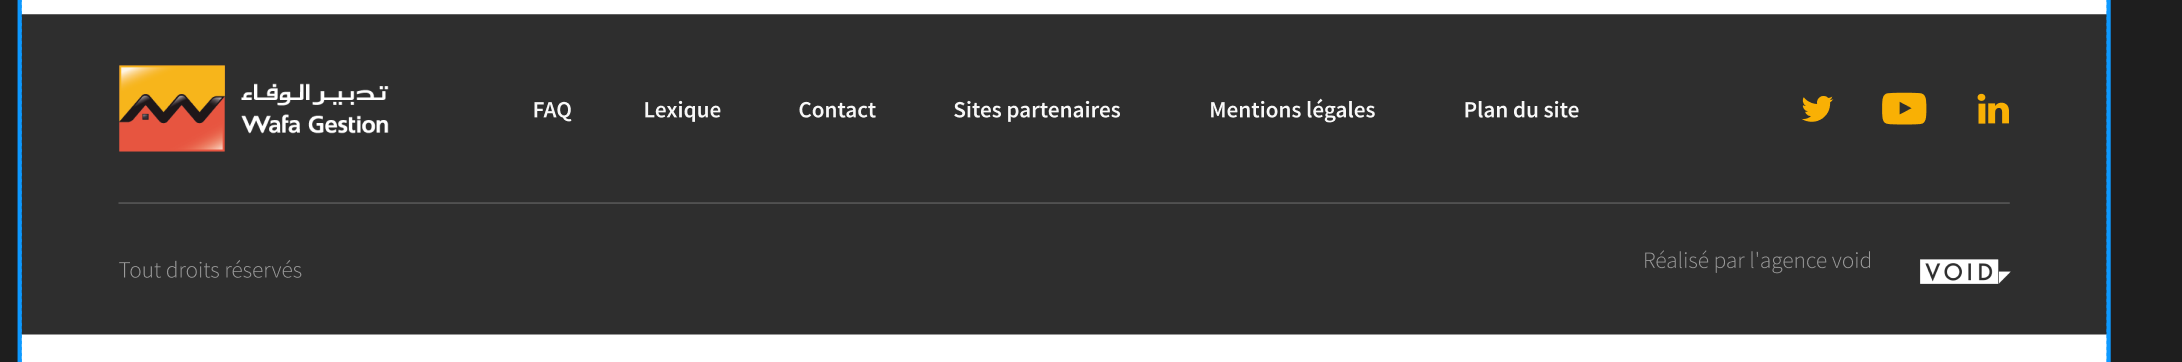 تدبير الوفاء
Wafa Gestion
FAQ
Lexique
Contact
Sites partenaires
Mentions légales
Plan du site
in
Tout droits réservés
Réalisé par l'agence void
VOID